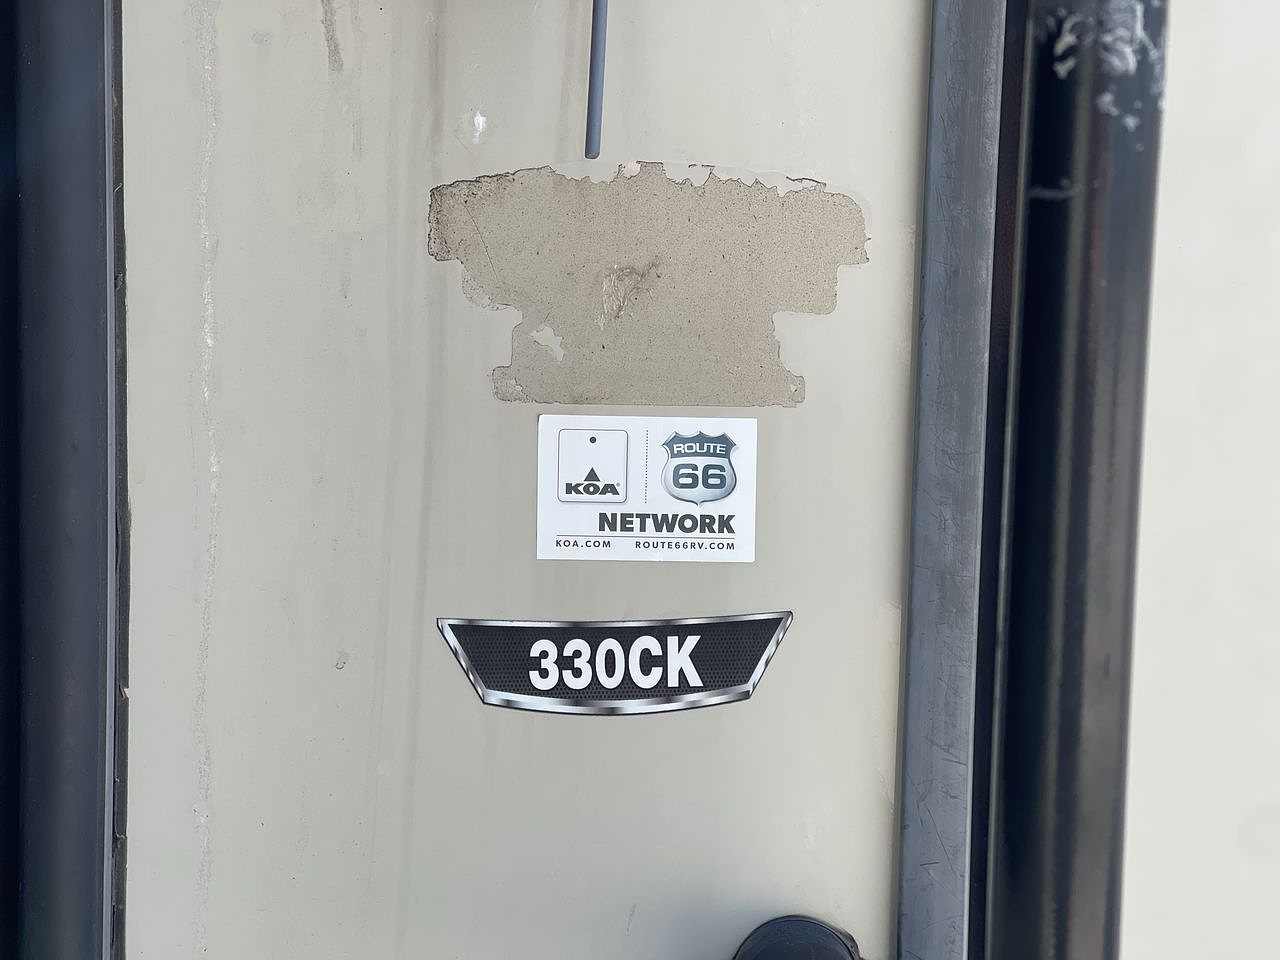 KOA®
ROUTE
66
NETWORK
KOA.COM ROUTE66RV.COM
330CK